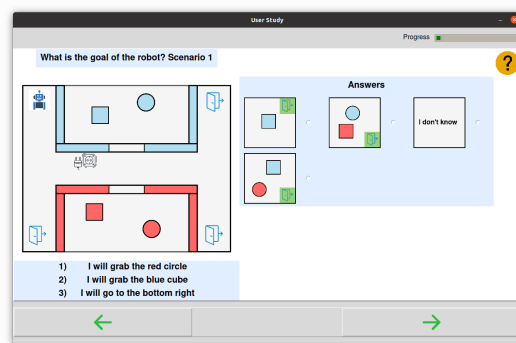 User Study
Progress
What is the goal of the robot? Scenario 1
?
Answers
I don't know
1) I will grab the red circle
2) I will grab the blue cube
3) I will go to the bottom right